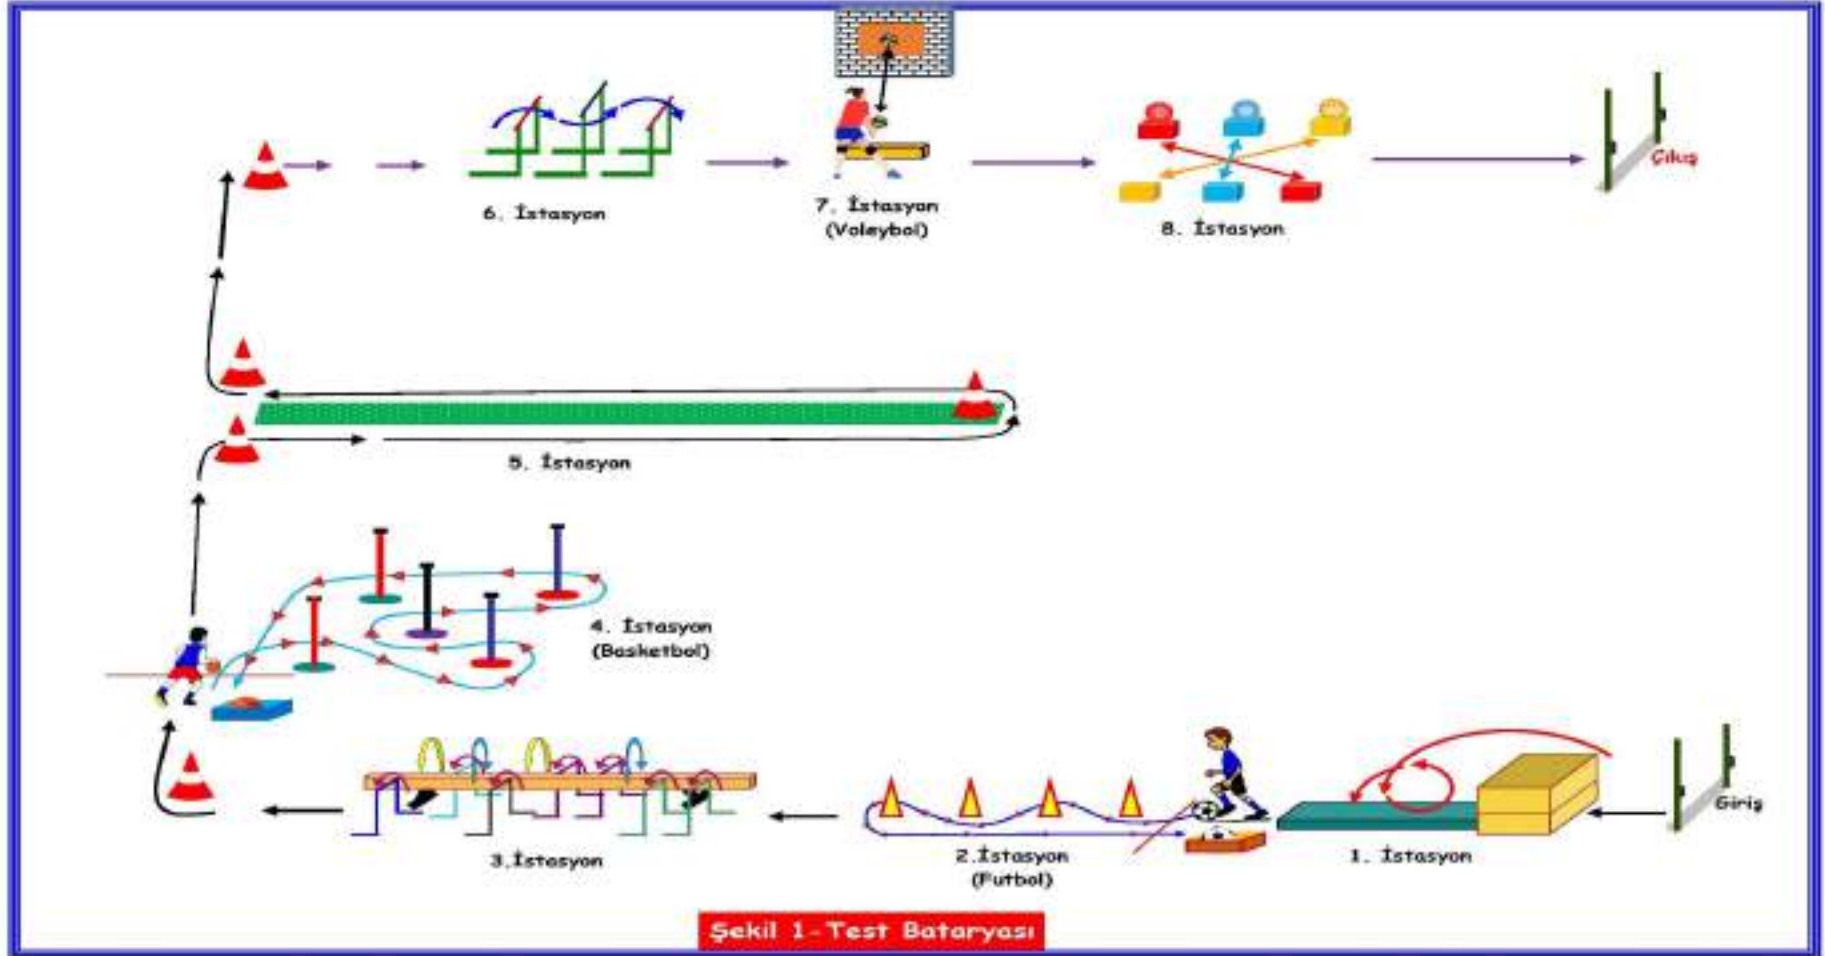 6. İstasyon
7. İstasyon
(Voleybol)
8. İstasyon
Çıkış
5. İstasyon
4. İstasyon
(Basketbol)
3.İstasyon
2.İstasyon
(Futbol)
1. İstasyon
Giriş
Şekil 1-Test Bataryası